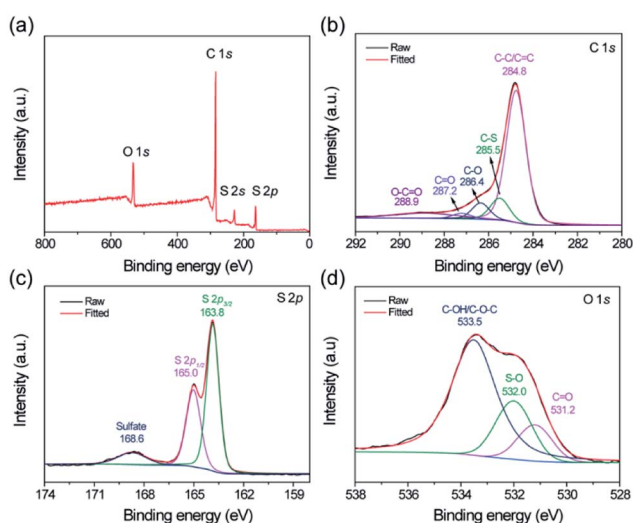 (a)
Intensity (a.u.)
C 1s
O 1s
S 2s S 2p
800 600 400 200 0
Binding energy (eV)
(b)
Intensity (a.u.)
Raw
Fitted
C 1s
C-C/C=C
284.8
C-S
285.5
C-O
286.4
C=O
287.2
O-C=O
288.9
292 290 288 286 284 282 280
Binding energy (eV)
(c)
Intensity (a.u.)
Raw
Fitted
S 2p
S 2p3/2
163.8
S 2p1/2
165.0
Sulfate
168.6
174 171 168 165 162 159
Binding energy (eV)
(d)
Intensity (a.u.)
Raw
Fitted
O 1s
C-OH/C-O-C
533.5
S-O
532.0
C=O
531.2
538 536 534 532 530 528
Binding energy (eV)